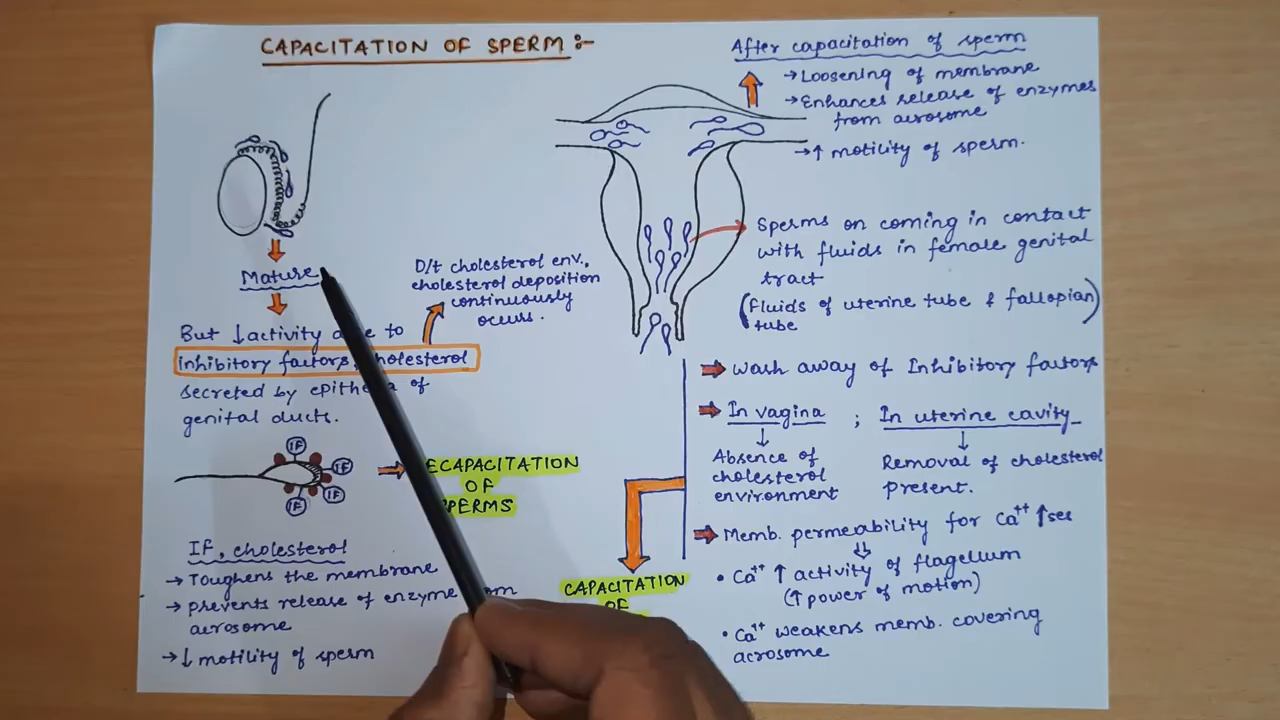 CAPACITATION OF SPERM :-
Mature
But ↓activity due to
inhibitory factors, cholesterol
secreted by epithelia of
genital ducts.
D/t cholesterol env.,
cholesterol deposition
continuously
occurs.
IF
IF
IF
IF
ECAPACITATION
OF
SPERMS
IF, cholesterol
→ Toughens the membrane
→ prevents release of enzyme from
acrosome
→ ↓ motility of sperm
After capacitation of sperm
→ Loosening of membrane
→ Enhances release of enzymes
from acrosome
→ ↑ motility of sperm.
Sperms on coming in contact
with fluids in female genital
tract
(Fluids of uterine tube & fallopian)
tube
→ Wash away of Inhibitory factors
→ In vagina ; In uterine cavity
Absence of
cholesterol
environment
Removal of cholesterol
present.
→ Memb. permeability for Ca++ ↑ses
• Ca++ ↑ activity of flagellum
(↑ power of motion)
• Ca++ weakens memb. covering
acrosome
CAPACITATION
OF